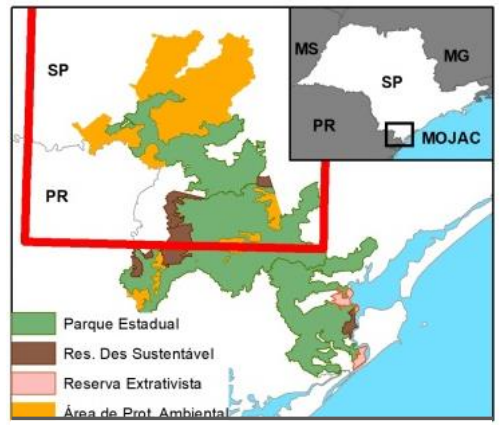 SP
MS
MG
SP
PR
MOJAC
PR
Parque Estadual
Res. Des Sustentável
Reserva Extrativista
Área de Prot. Ambiental